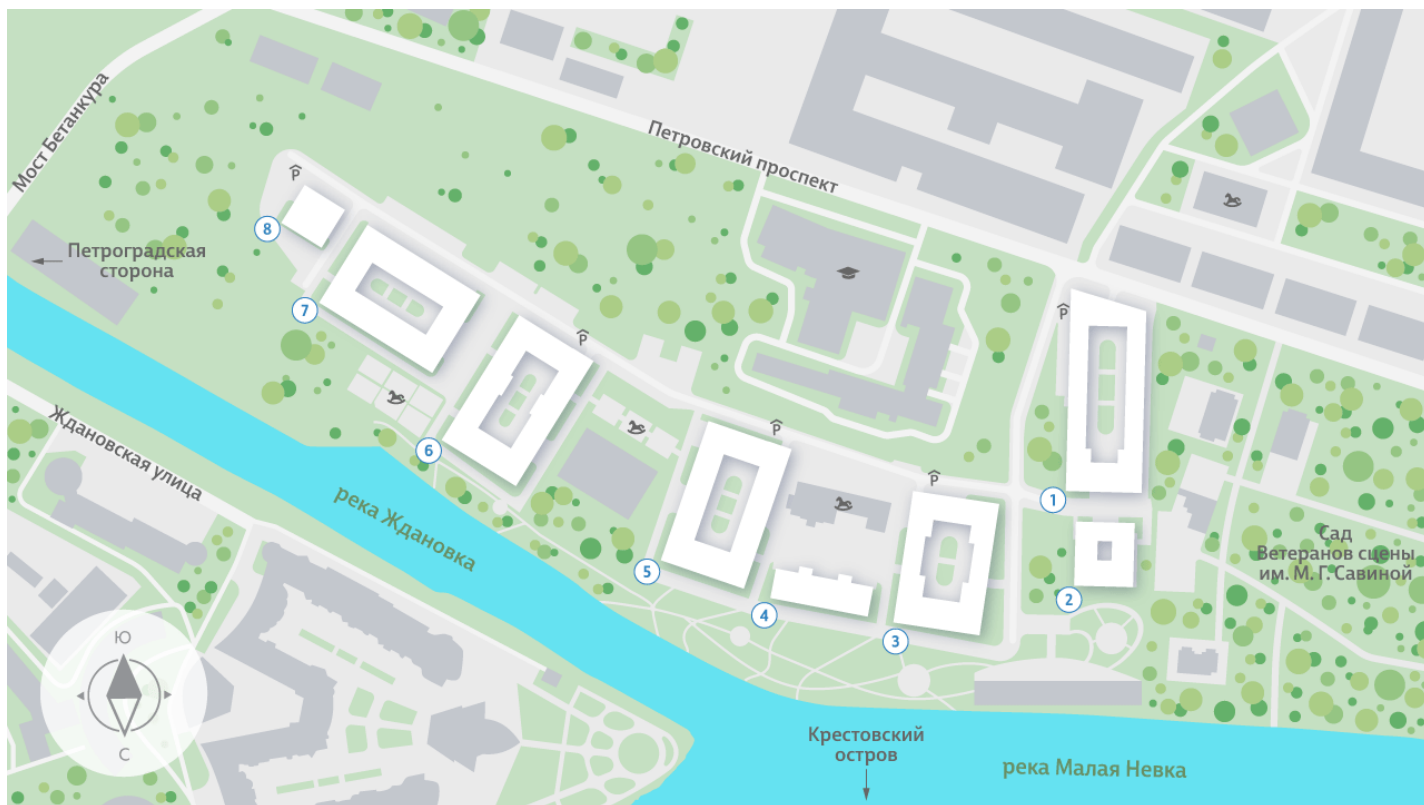 Мост Бетанкура
Петровский проспект
P
8
Петроградская
сторона
7
P
P
Ждановская улица
6
P
P
1
река Ждановка
Сад
Ветеранов сцены
им. М. Г. Савиной
5
4
2
3
Ю
С
Крестовский
остров
река Малая Невка